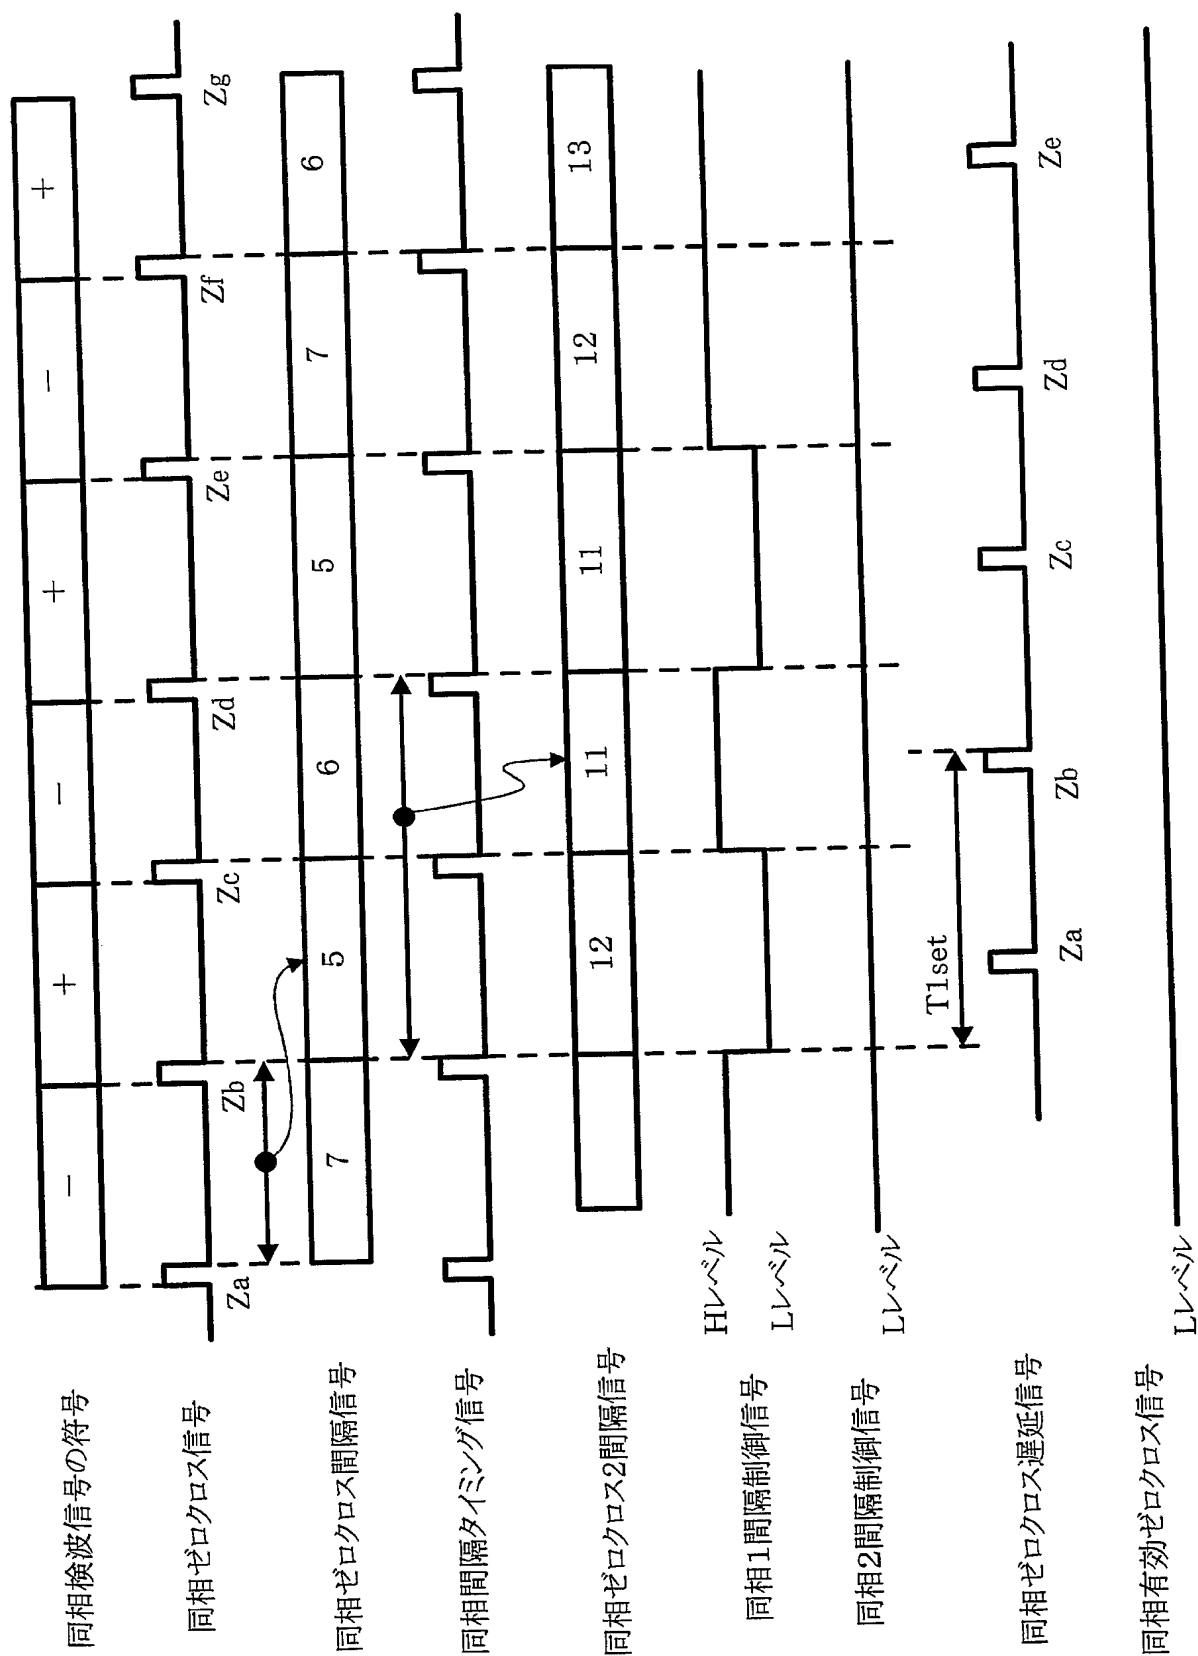 同相検波信号の符号
－
＋
－
＋
－
＋
同相ゼロクロス信号
Za
Zb
Zc
Zd
Ze
Zf
Zg
同相ゼロクロス間隔信号
7
5
6
5
7
6
同相間隔タイミング信号
同相ゼロクロス2間隔信号
12
11
11
12
13
同相1間隔制御信号
Hレベル
Lレベル
同相2間隔制御信号
Lレベル
T1set
同相ゼロクロス遅延信号
Za
Zb
Zc
Zd
Ze
同相有効ゼロクロス信号
Lレベル